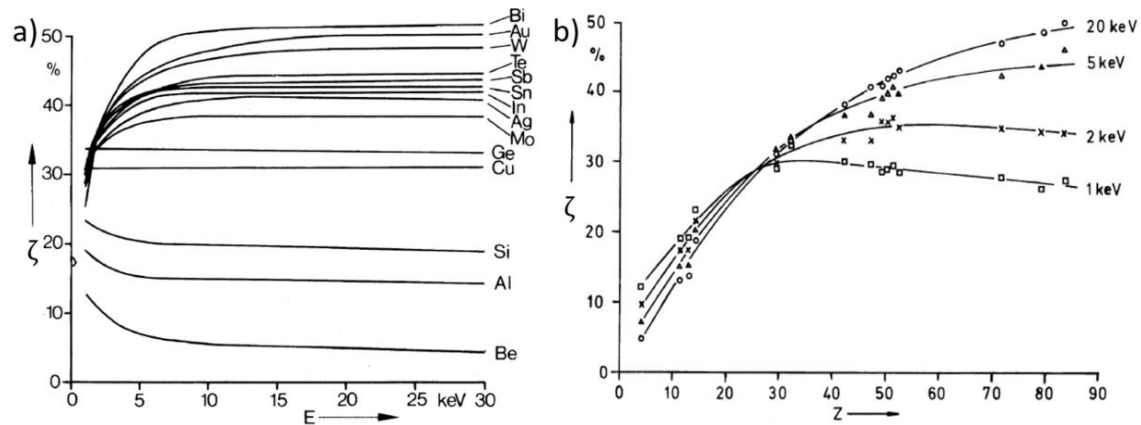 a)
Bi
Au
W
Te
Sb
Sn
In
Ag
Mo
Ge
Cu
Si
Al
Be
50
%
40
30
ζ
20
10
0
0 5 10 15 20 25 keV 30
E
b)
50
%
40
30
ζ
20
10
0
20 keV
5 keV
2 keV
1 keV
0 10 20 30 40 50 60 70 80 90
Z